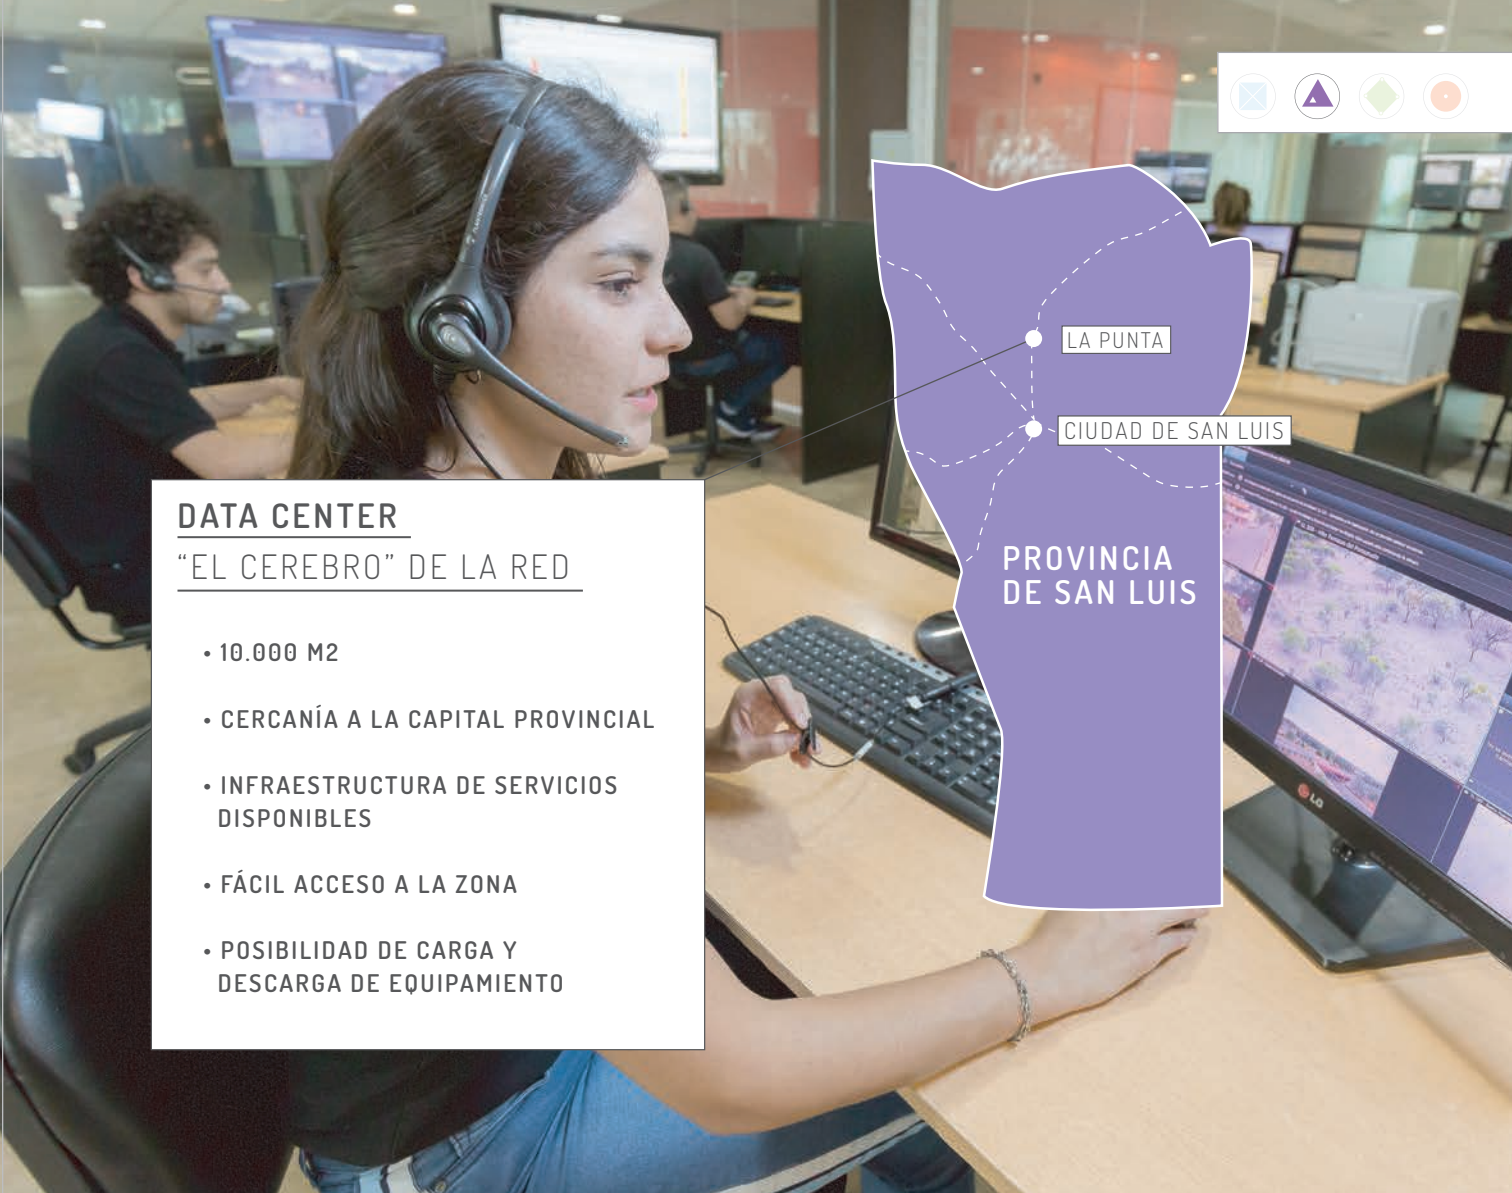 DATA CENTER
“EL CEREBRO” DE LA RED
• 10.000 M2
• CERCANÍA A LA CAPITAL PROVINCIAL
• INFRAESTRUCTURA DE SERVICIOS
DISPONIBLES
• FÁCIL ACCESO A LA ZONA
• POSIBILIDAD DE CARGA Y
DESCARGA DE EQUIPAMIENTO
LA PUNTA
CIUDAD DE SAN LUIS
PROVINCIA
DE SAN LUIS
LG